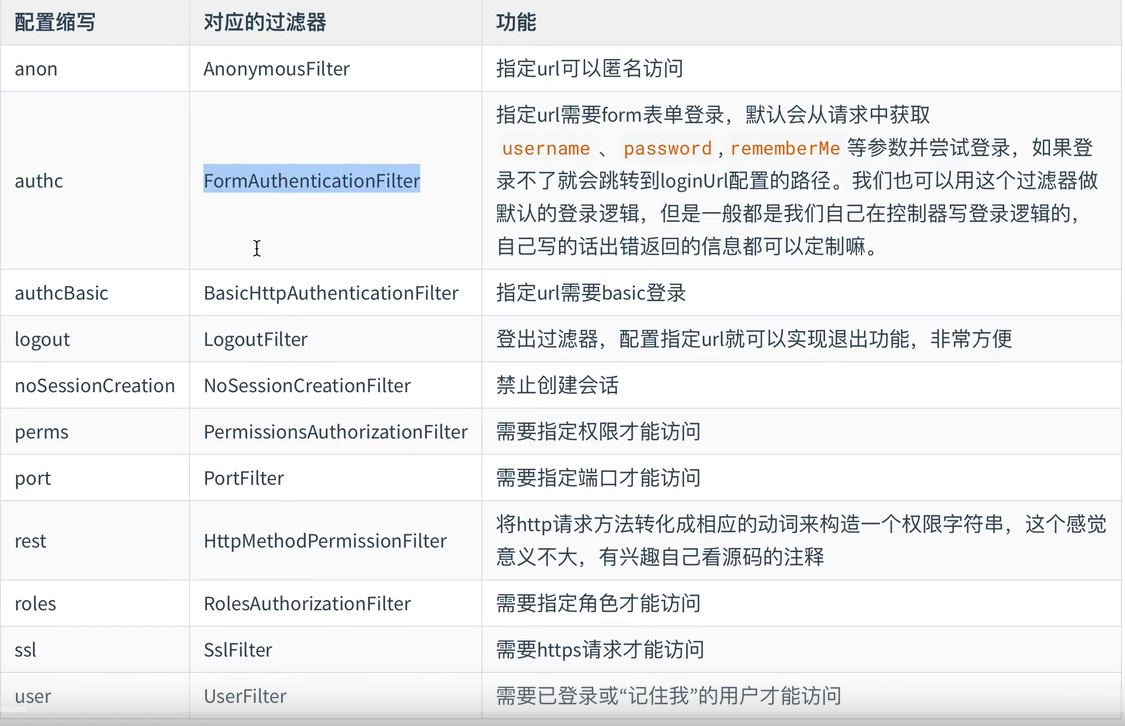 配置缩写 对应的过滤器 功能
anon AnonymousFilter 指定url可以匿名访问
指定url需要form表单登录，默认会从请求中获取
username 、 password ,rememberMe 等参数并尝试登录，如果登
authc FormAuthenticationFilter 录不了就会跳转到loginUrl配置的路径。我们也可以用这个过滤器做
默认的登录逻辑，但是一般都是我们自己在控制器写登录逻辑的，
自己写的话出错返回的信息都可以定制嘛。
authcBasic BasicHttpAuthenticationFilter 指定url需要basic登录
logout LogoutFilter 登出过滤器，配置指定url就可以实现退出功能，非常方便
noSessionCreation NoSessionCreationFilter 禁止创建会话
perms PermissionsAuthorizationFilter 需要指定权限才能访问
port PortFilter 需要指定端口才能访问
rest HttpMethodPermissionFilter 将http请求方法转化成相应的动词来构造一个权限字符串，这个感觉
意义不大，有兴趣自己看源码的注释
roles RolesAuthorizationFilter 需要指定角色才能访问
ssl SslFilter 需要https请求才能访问
user UserFilter 需要已登录或“记住我”的用户才能访问